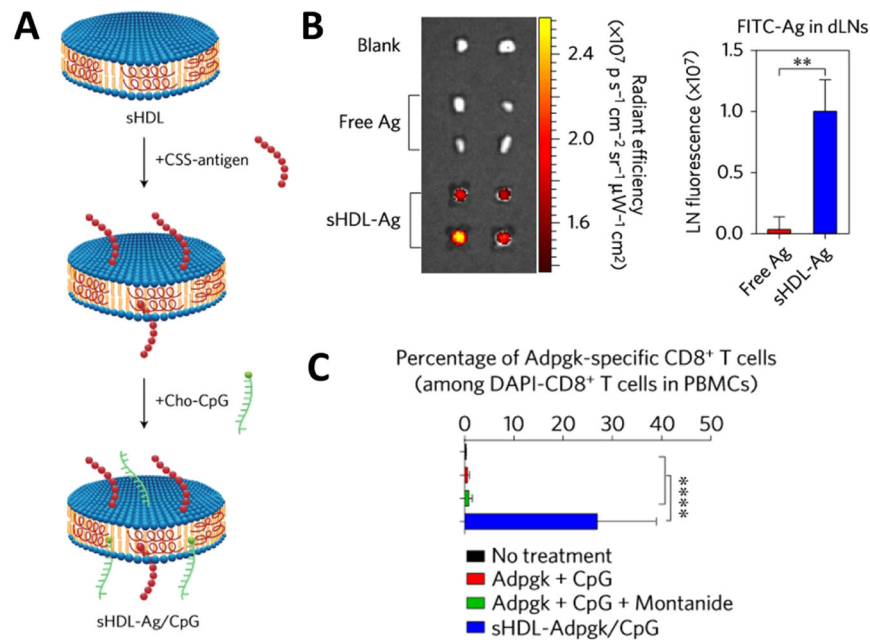 A
sHDL
+CSS-antigen
+Cho-CpG
sHDL-Ag/CpG
B
Blank
Free Ag
sHDL-Ag
2.4
2.0
1.6
Radiant efficiency
(×10⁷ p s⁻¹ cm⁻² sr⁻¹ μW⁻¹ cm²)
FITC-Ag in dLNs
LN fluorescence (×10⁷)
1.5
1.0
0.5
0.0
**
Free Ag
sHDL-Ag
C
Percentage of Adpgk-specific CD8⁺ T cells
(among DAPI-CD8⁺ T cells in PBMCs)
0 10 20 30 40 50
****
No treatment
Adpgk + CpG
Adpgk + CpG + Montanide
sHDL-Adpgk/CpG